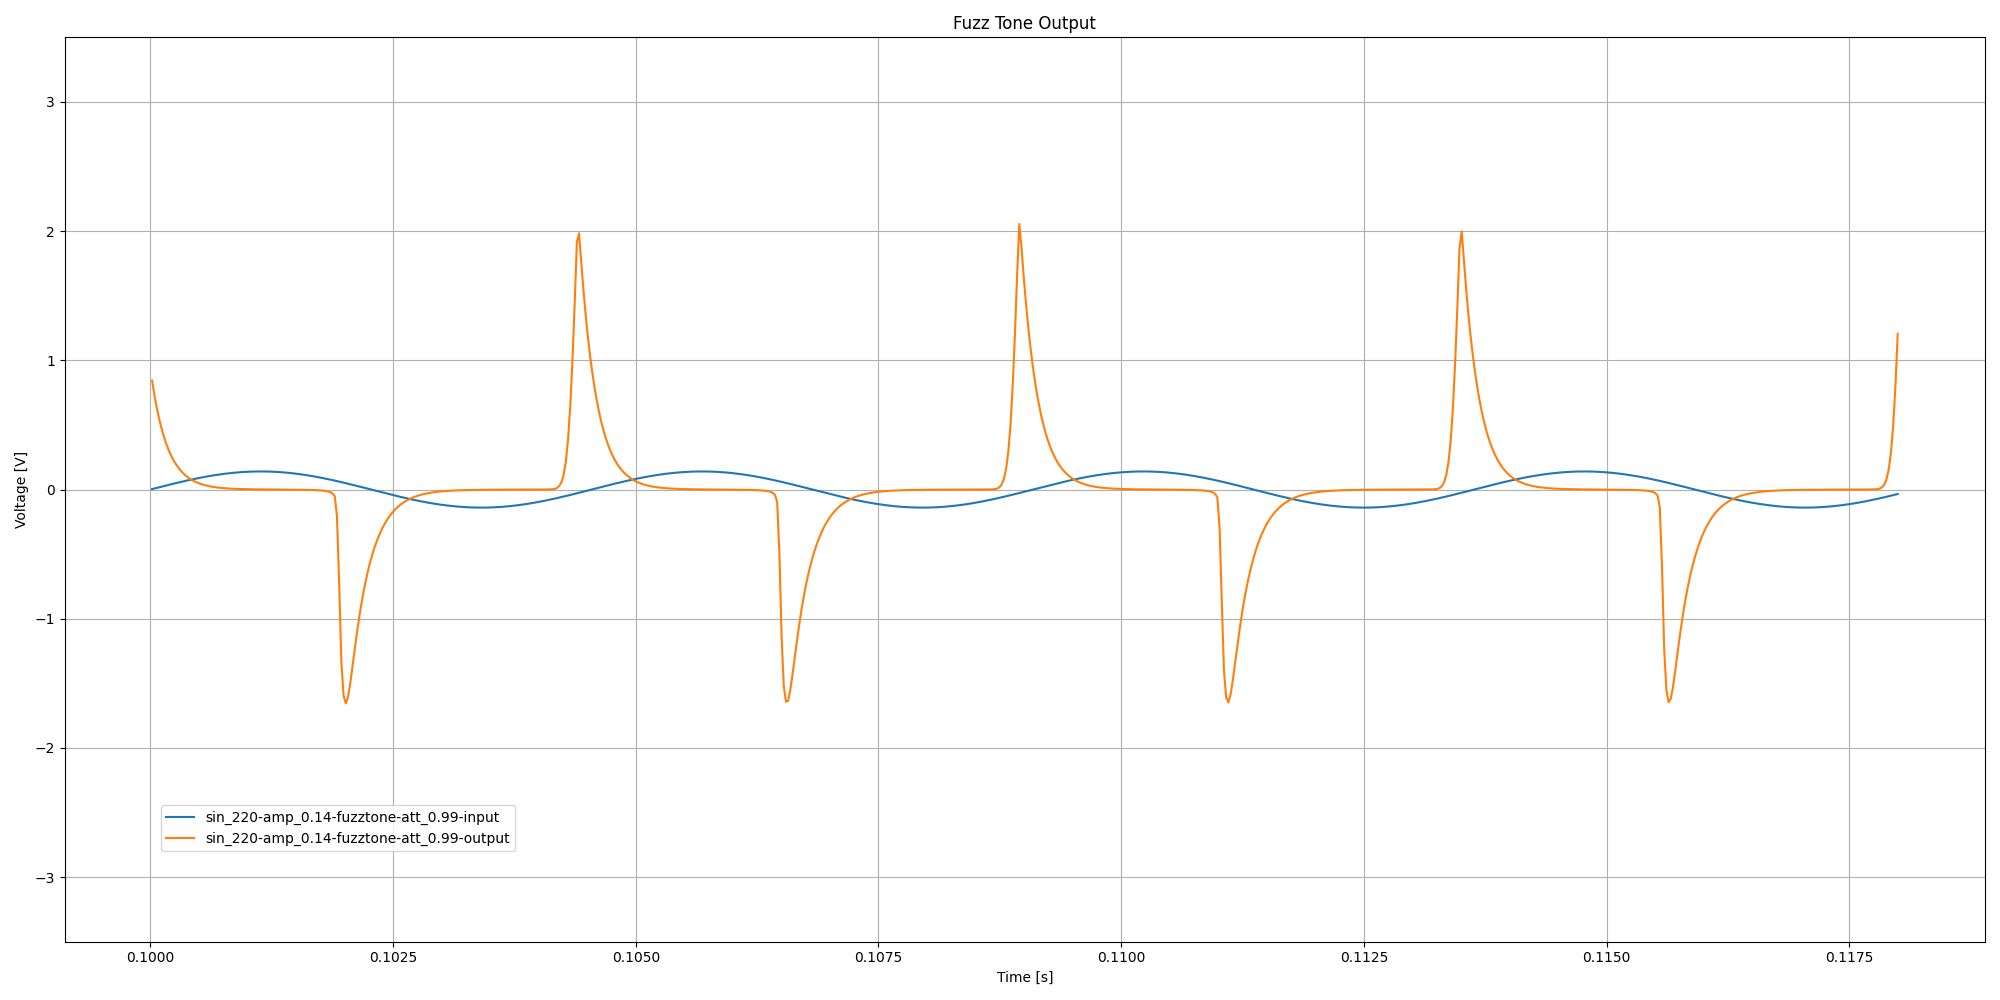 Fuzz Tone Output
Voltage [V]
3
2
1
0
−1
−2
−3
sin_220-amp_0.14-fuzztone-att_0.99-input
sin_220-amp_0.14-fuzztone-att_0.99-output
0.1000 0.1025 0.1050 0.1075 0.1100 0.1125 0.1150 0.1175
Time [s]